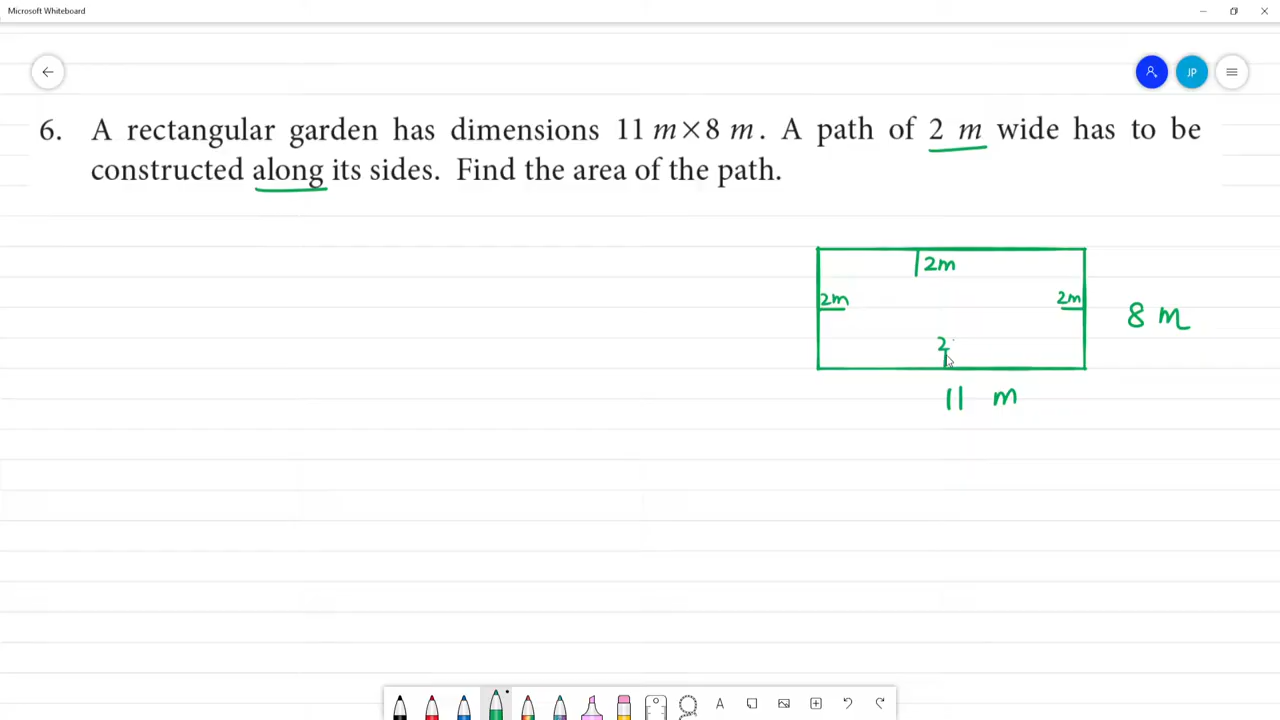 Microsoft Whiteboard
JP
6. A rectangular garden has dimensions 11 m×8 m. A path of 2 m wide has to be
constructed along its sides. Find the area of the path.
2m
2m
2m
8 m
2
11 m
A